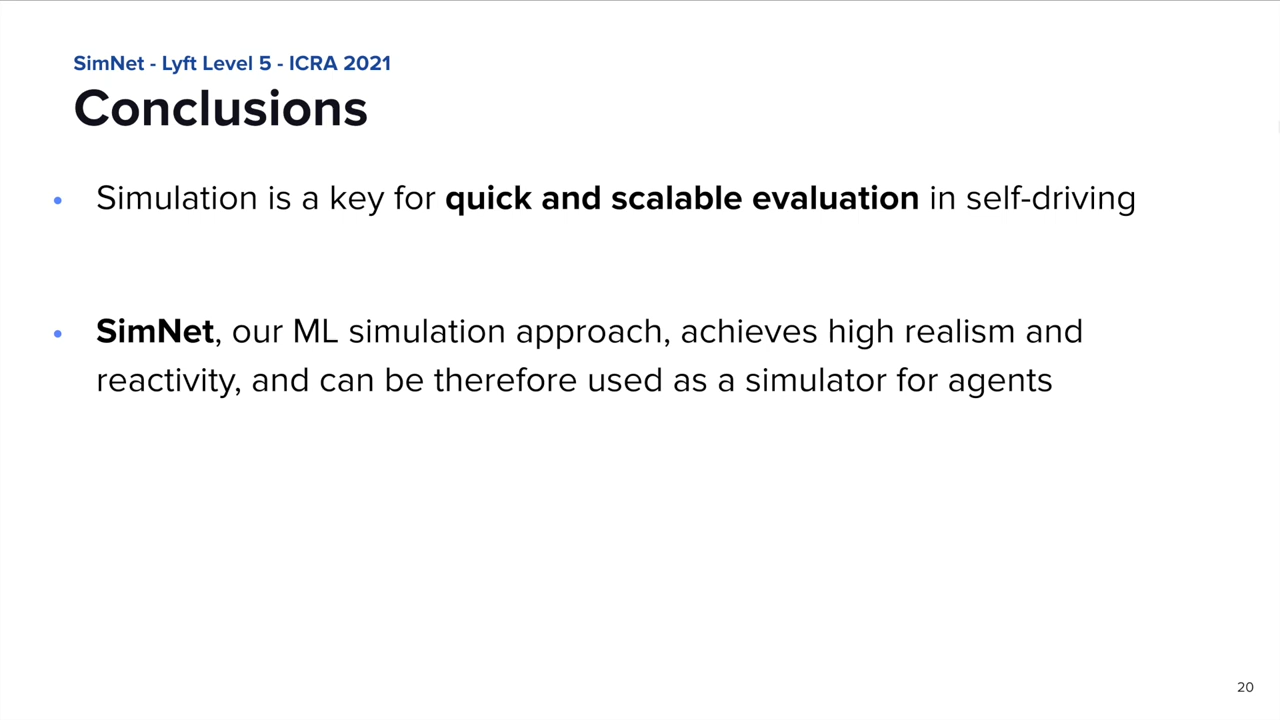 SimNet - Lyft Level 5 - ICRA 2021
Conclusions
• Simulation is a key for quick and scalable evaluation in self-driving
• SimNet, our ML simulation approach, achieves high realism and
reactivity, and can be therefore used as a simulator for agents
20